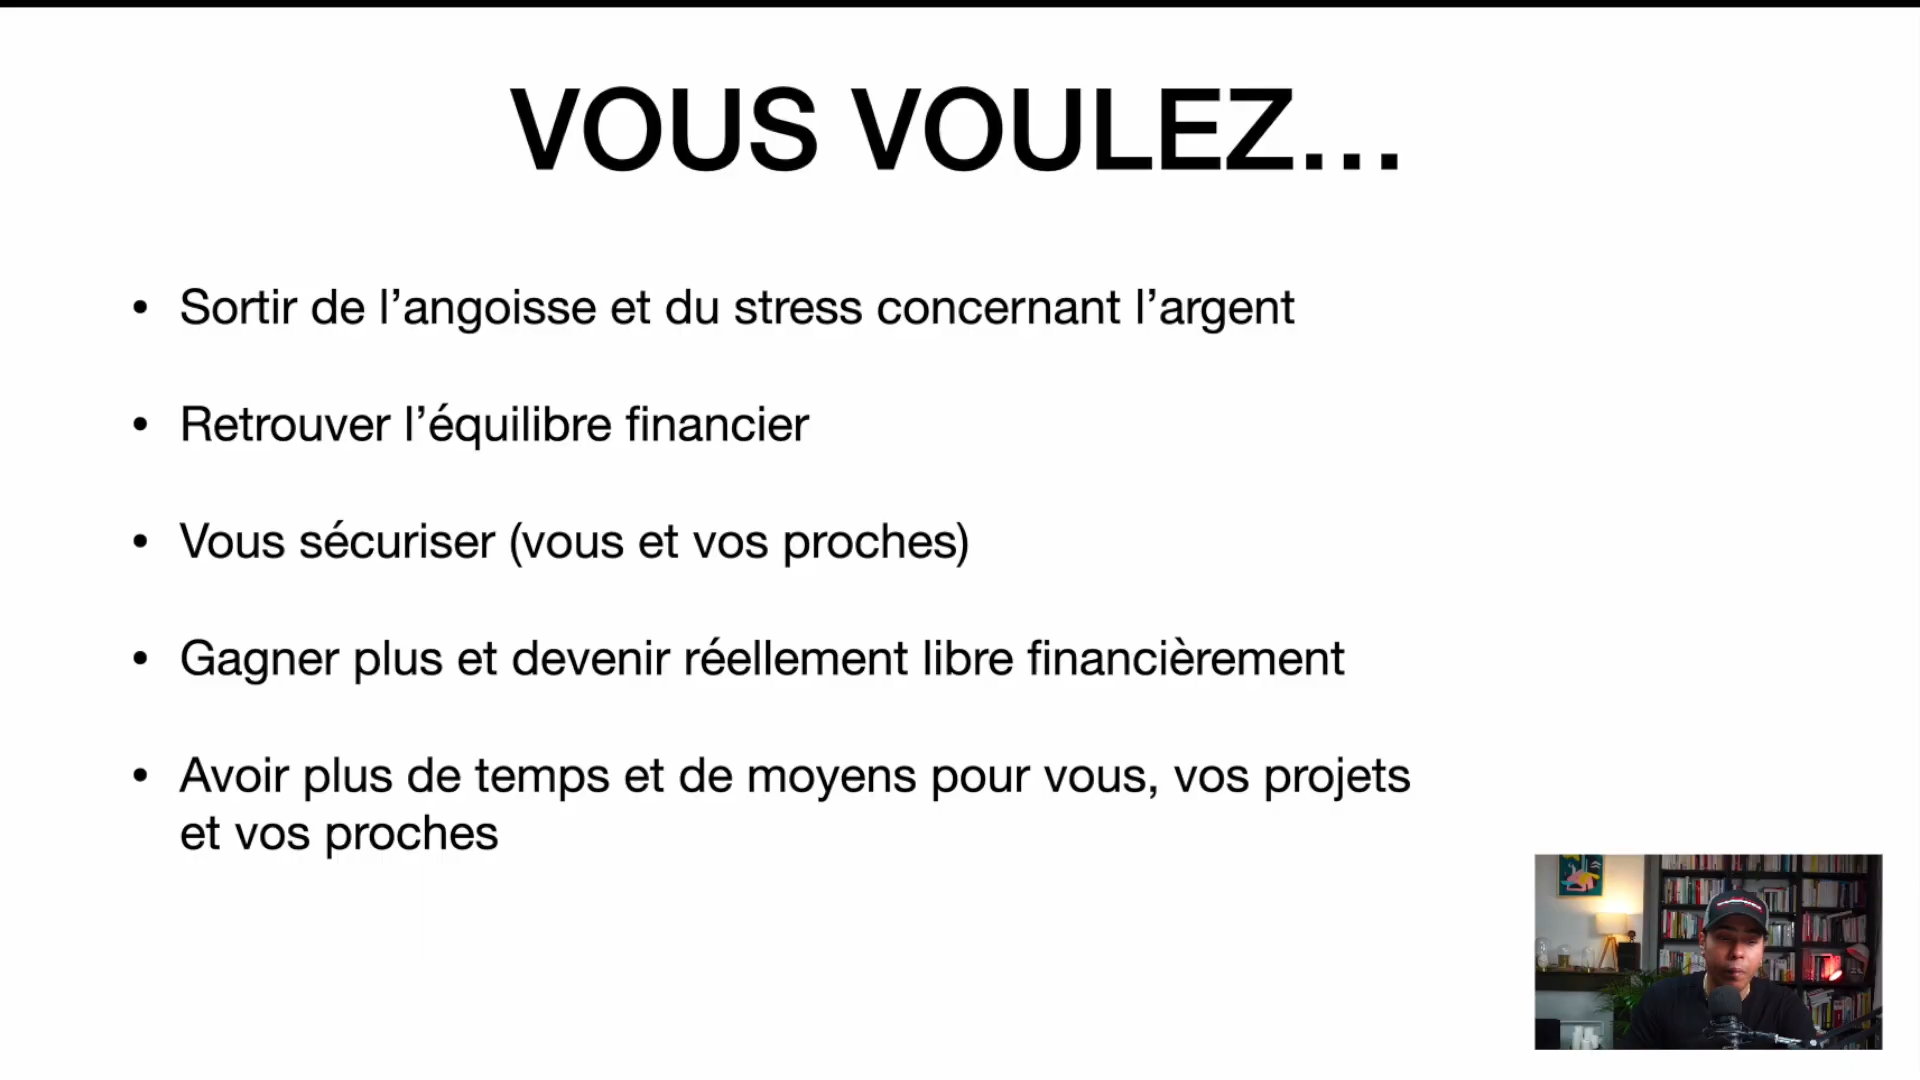 VOUS VOULEZ…
• Sortir de l’angoisse et du stress concernant l’argent
• Retrouver l’équilibre financier
• Vous sécuriser (vous et vos proches)
• Gagner plus et devenir réellement libre financièrement
• Avoir plus de temps et de moyens pour vous, vos projets
et vos proches